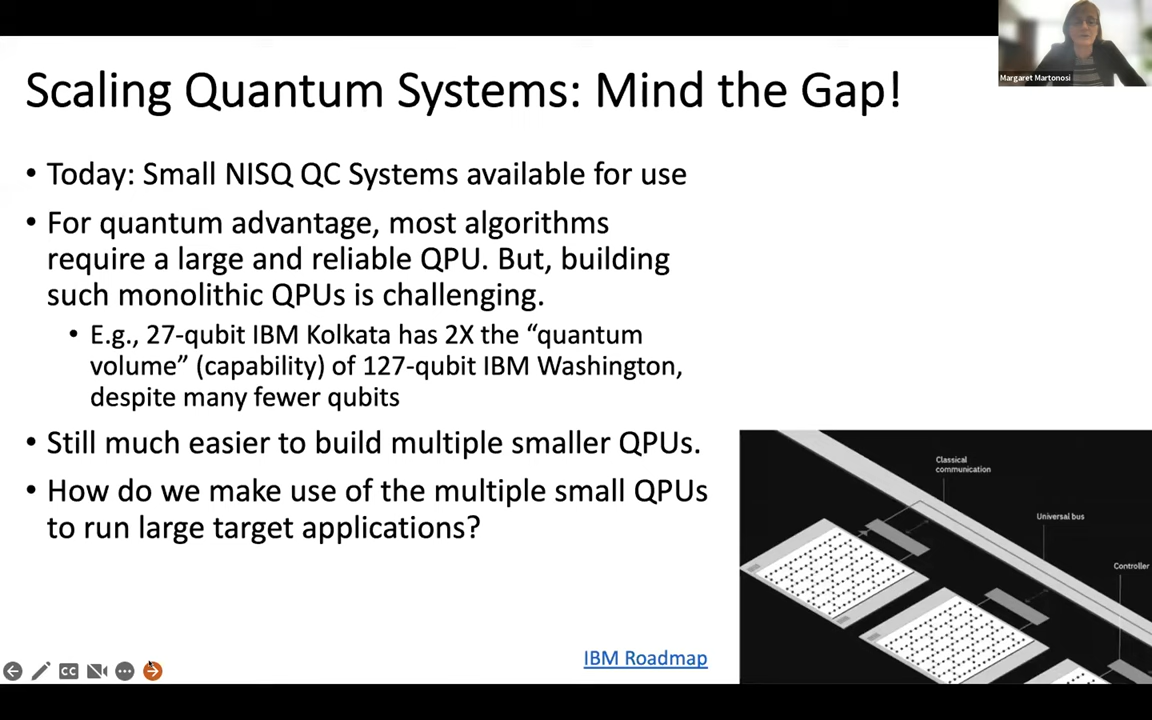 Margaret Martonosi
Scaling Quantum Systems: Mind the Gap!
• Today: Small NISQ QC Systems available for use
• For quantum advantage, most algorithms
require a large and reliable QPU. But, building
such monolithic QPUs is challenging.
• E.g., 27-qubit IBM Kolkata has 2X the “quantum
volume” (capability) of 127-qubit IBM Washington,
despite many fewer qubits
• Still much easier to build multiple smaller QPUs.
• How do we make use of the multiple small QPUs
to run large target applications?
Classical
communication
Universal bus
Controller
IBM Roadmap
CC